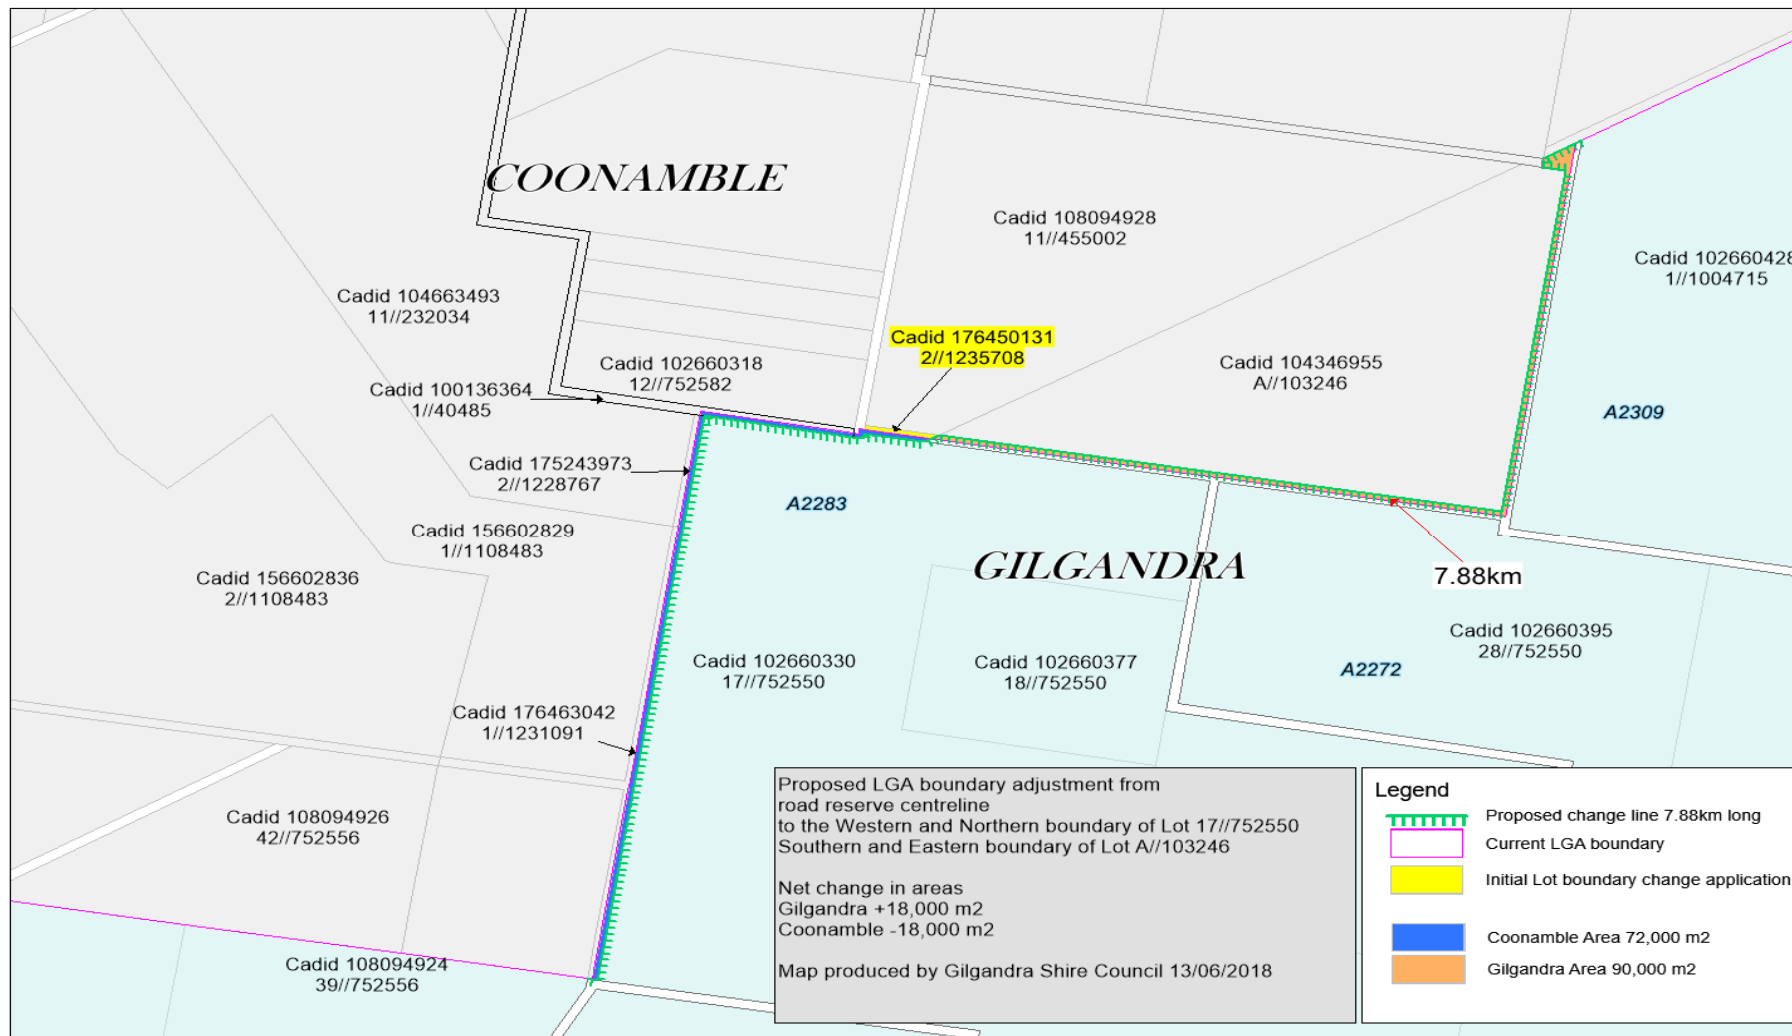 COONAMBLE
Cadid 108094928
11//455002
Cadid 102660428
1//1004715
Cadid 104663493
11//232034
Cadid 176450131
2//1235708
Cadid 102660318
12//752582
Cadid 104346955
A//103246
Cadid 100136364
1//40485
A2309
Cadid 175243973
2//1228767
A2283
Cadid 156602829
1//1108483
GILGANDRA
7.88km
Cadid 156602836
2//1108483
Cadid 102660395
28//752550
Cadid 102660330
17//752550
Cadid 102660377
18//752550
A2272
Cadid 176463042
1//1231091
Cadid 108094926
42//752556
Cadid 108094924
39//752556
Proposed LGA boundary adjustment from
road reserve centreline
to the Western and Northern boundary of Lot 17//752550
Southern and Eastern boundary of Lot A//103246
Net change in areas
Gilgandra +18,000 m2
Coonamble -18,000 m2
Map produced by Gilgandra Shire Council 13/06/2018
Legend
Proposed change line 7.88km long
Current LGA boundary
Initial Lot boundary change application
Coonamble Area 72,000 m2
Gilgandra Area 90,000 m2